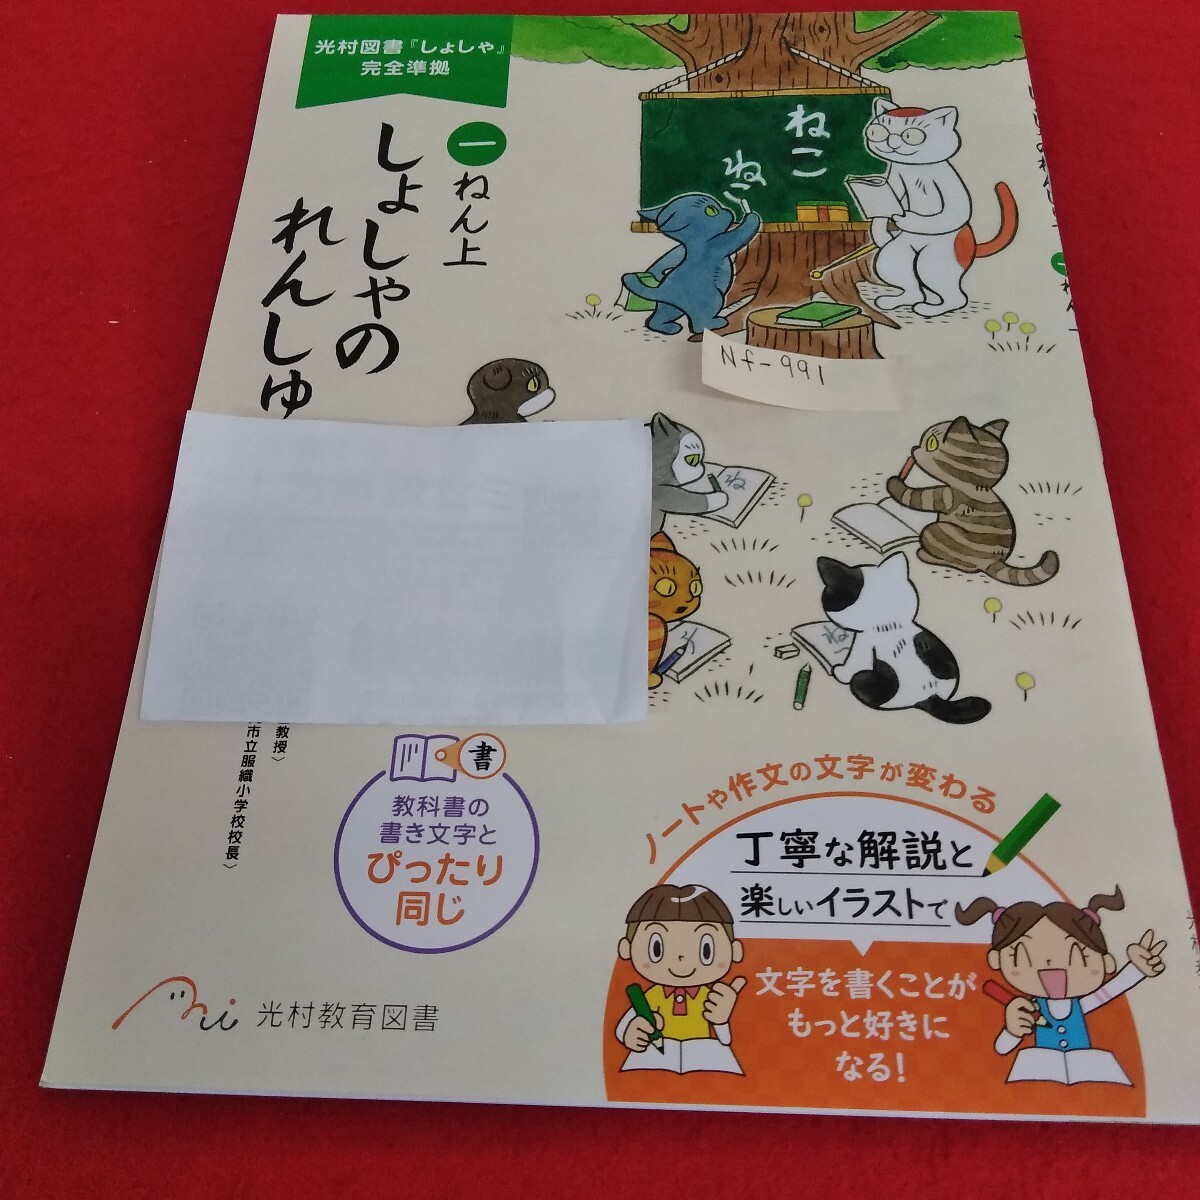 光村図書『しょしゃ』
完全準拠
一
ねん上
しょしゃの
れんしゅ
ねこ
ねこ
Nf-991
ね
ね
教授〉
市立服織小学校校長〉
書
教科書の
書き文字と
ぴったり
同じ
ノートや作文の文字が変わる
丁寧な解説と
楽しいイラストで
文字を書くことが
もっと好きに
なる!
光村教育図書